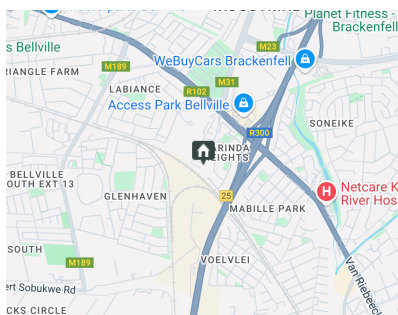 Planet Fitness -
Brackenfell
M23
s Bellville
WeBuyCars Brackenfell
RIANGLE FARM
M189
M31
LABIANCE
R102
Access Park Bellville
SONEIKE
R300
ARINDA
EIGHTS
BELLVILLE
OUTH EXT 13
GLENHAVEN
25
H
Netcare K
River Hos
MABILLE PARK
SOUTH
VOELVLEI
M189
Van Riebeec
ert Sobukwe Rd
CKS CIRCLE